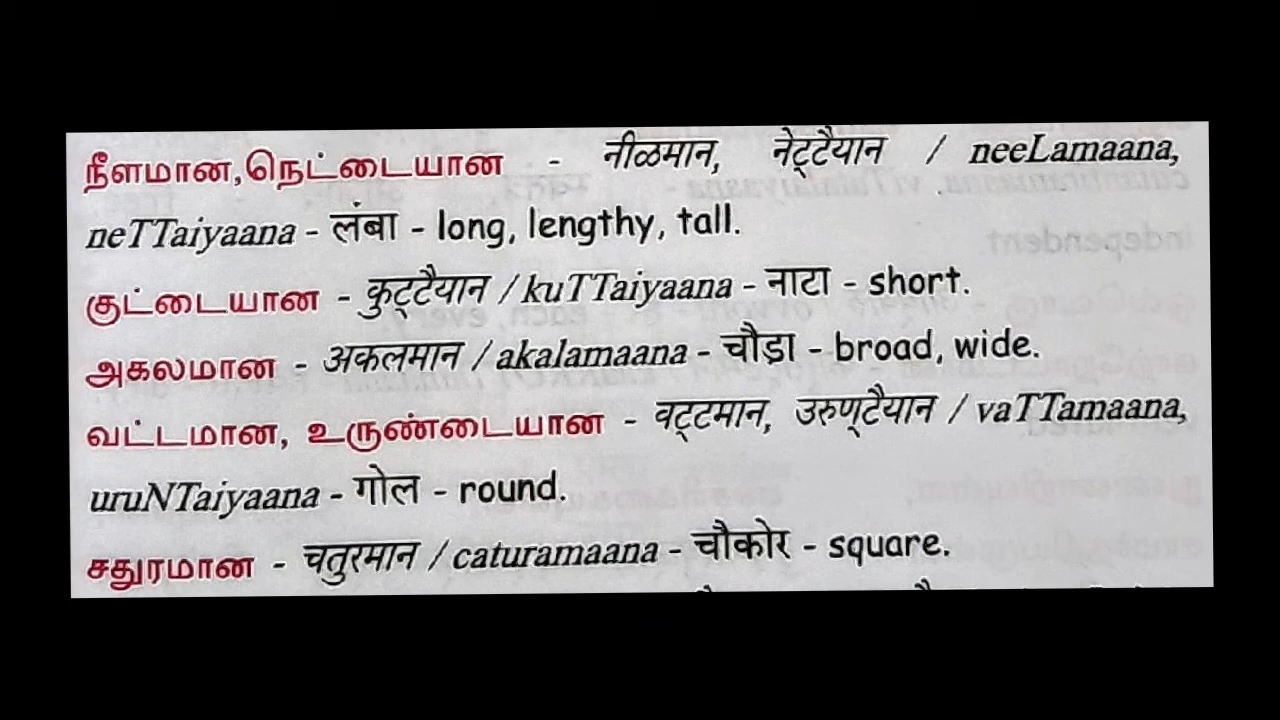 நீளமான,நெட்டையான - नीळमान, नेट्टैयान / neeLamaana,
neTTaiyaana - लंबा - long, lengthy, tall.
குட்டையான - कुट्टैयान / kuTTaiyaana - नाटा - short.
அகலமான - अकलमान / akalamaana - चौड़ा - broad, wide.
வட்டமான, உருண்டையான - वट्टमान, उरुण्टैयान / vaTTamaana,
uruNTaiyaana - गोल - round.
சதுரமான - चतुरमान / caturamaana - चौकोर - square.